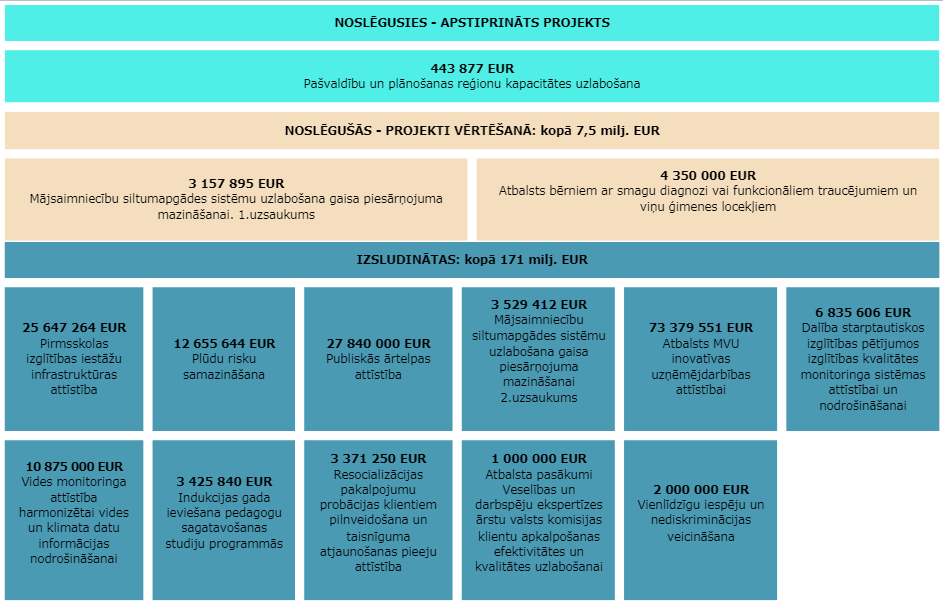 NOSLĒGUSIES - APSTIPRINĀTS PROJEKTS
443 877 EUR
Pašvaldību un plānošanas reģionu kapacitātes uzlabošana
NOSLĒGUŠĀS - PROJEKTI VĒRTĒŠANĀ: kopā 7,5 milj. EUR
3 157 895 EUR
Mājsaimniecību siltumapgādes sistēmu uzlabošana gaisa piesārņojuma
mazināšanai. 1.uzsaukums
4 350 000 EUR
Atbalsts bērniem ar smagu diagnozi vai funkcionāliem traucējumiem un
viņu ģimenes locekļiem
IZSLUDINĀTAS: kopā 171 milj. EUR
25 647 264 EUR
Pirmsskolas
izglītības iestāžu
infrastruktūras
attīstība
12 655 644 EUR
Plūdu risku
samazināšana
27 840 000 EUR
Publiskās ārtelpas
attīstība
3 529 412 EUR
Mājsaimniecību
siltumapgādes sistēmu
uzlabošana gaisa
piesārņojuma
mazināšanai
2.uzsaukums
73 379 551 EUR
Atbalsts MVU
inovatīvas
uzņēmējdarbības
attīstībai
6 835 606 EUR
Dalība starptautiskos
izglītības pētījumos
izglītības kvalitātes
monitoringa sistēmas
attīstībai un
nodrošināšanai
10 875 000 EUR
Vides monitoringa
attīstība
harmonizētai vides
un klimata datu
informācijas
nodrošināšanai
3 425 840 EUR
Indukcijas gada
ieviešana pedagogu
sagatavošanas
studiju programmās
3 371 250 EUR
Resocializācijas
pakalpojumu
probācijas klientiem
pilnveidošana un
taisnīguma
atjaunošanas pieeju
attīstība
1 000 000 EUR
Atbalsta pasākumi
Veselības un
darbspēju ekspertīzes
ārstu valsts komisijas
klientu apkalpošanas
efektivitātes un
kvalitātes uzlabošanai
2 000 000 EUR
Vienlīdzīgu iespēju un
nediskriminācijas
veicināšana